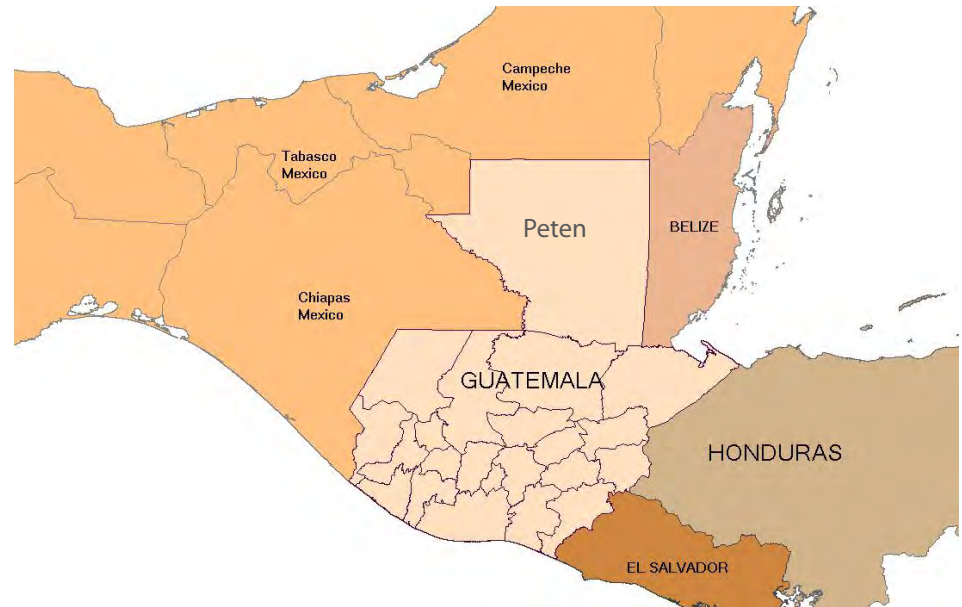 Campeche
Mexico
Tabasco
Mexico
Peten
BELIZE
Chiapas
Mexico
GUATEMALA
HONDURAS
EL SALVADOR